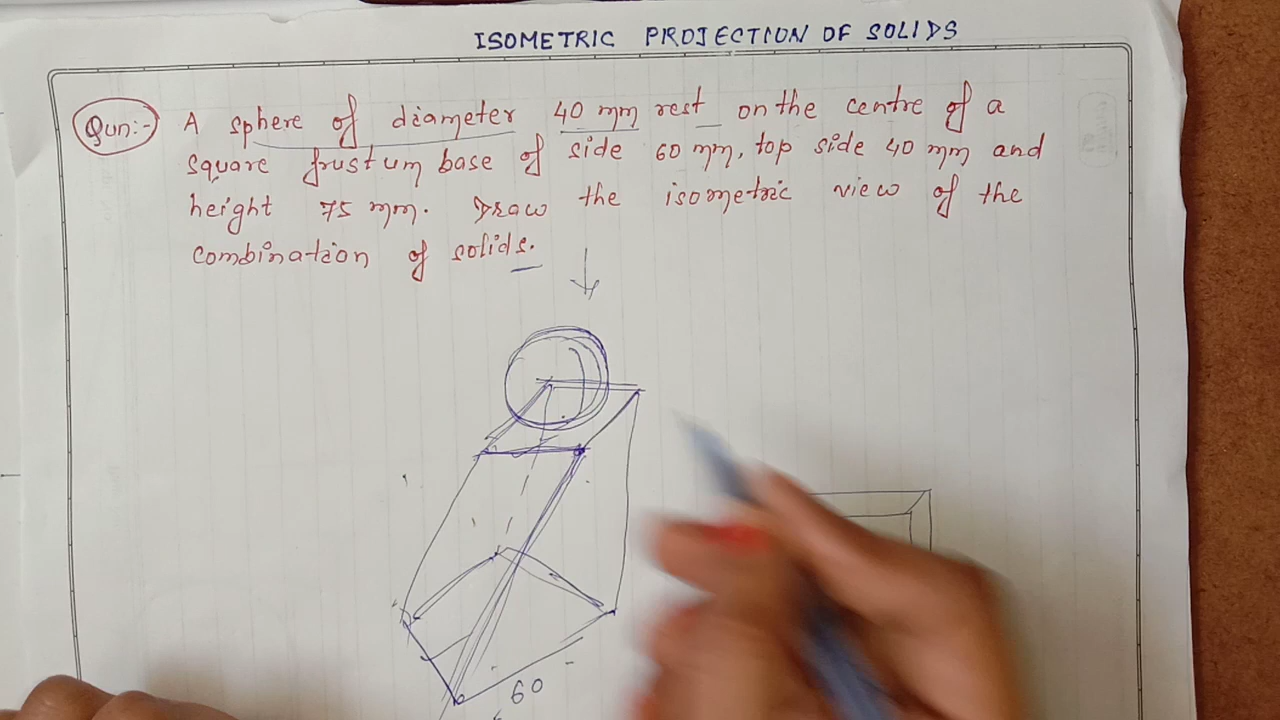 ISOMETRIC PROJECTION OF SOLIDS
Qun:- A sphere of diameter 40 mm rest on the centre of a
square frustum base of side 60 mm, top side 40 mm and
height 75 mm. Draw the isometric view of the
combination of solids.
60